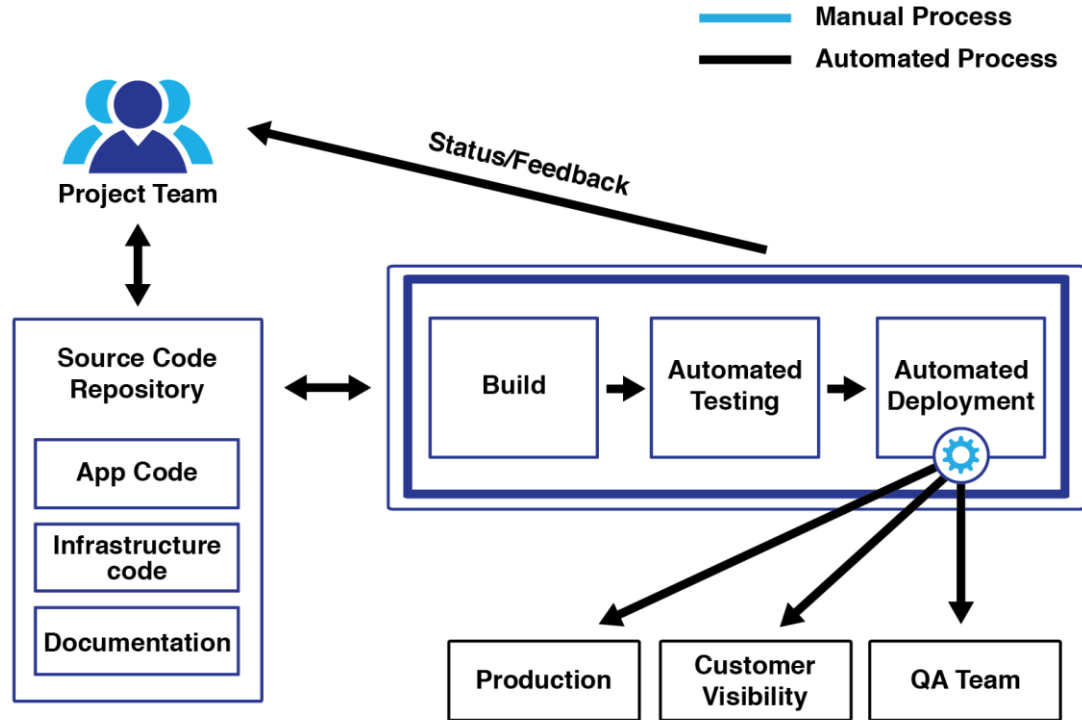 Manual Process
Automated Process
Project Team
Status/Feedback
Source Code
Repository
App Code
Infrastructure
code
Documentation
Build
Automated
Testing
Automated
Deployment
Production
Customer
Visibility
QA Team